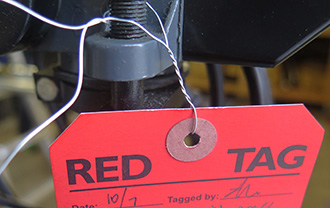 RED TAG
Date: 10/7 Tagged by: